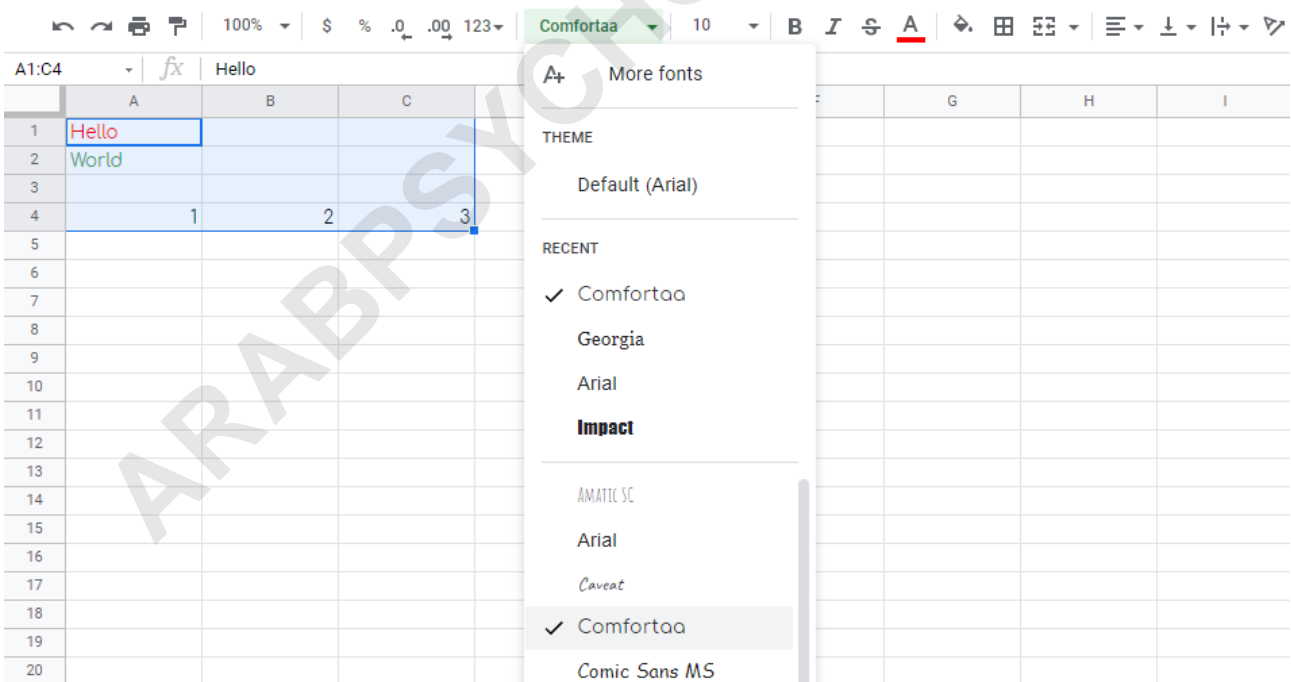 100% $ % .0 .00 123 Comfortaa 10 B I S A
A1:C4 fx Hello
More fonts
A B C F G H I
THEME
1 Hello
2 World
Default (Arial)
3
4 1 2 3
RECENT
5
6
Comfortaa
7
Georgia
8
9
Arial
10
Impact
11
12
13
Amatic SC
14
Arial
15
16
Caveat
17
Comfortaa
18
19
Comic Sans MS
20
ARABPSYCHO